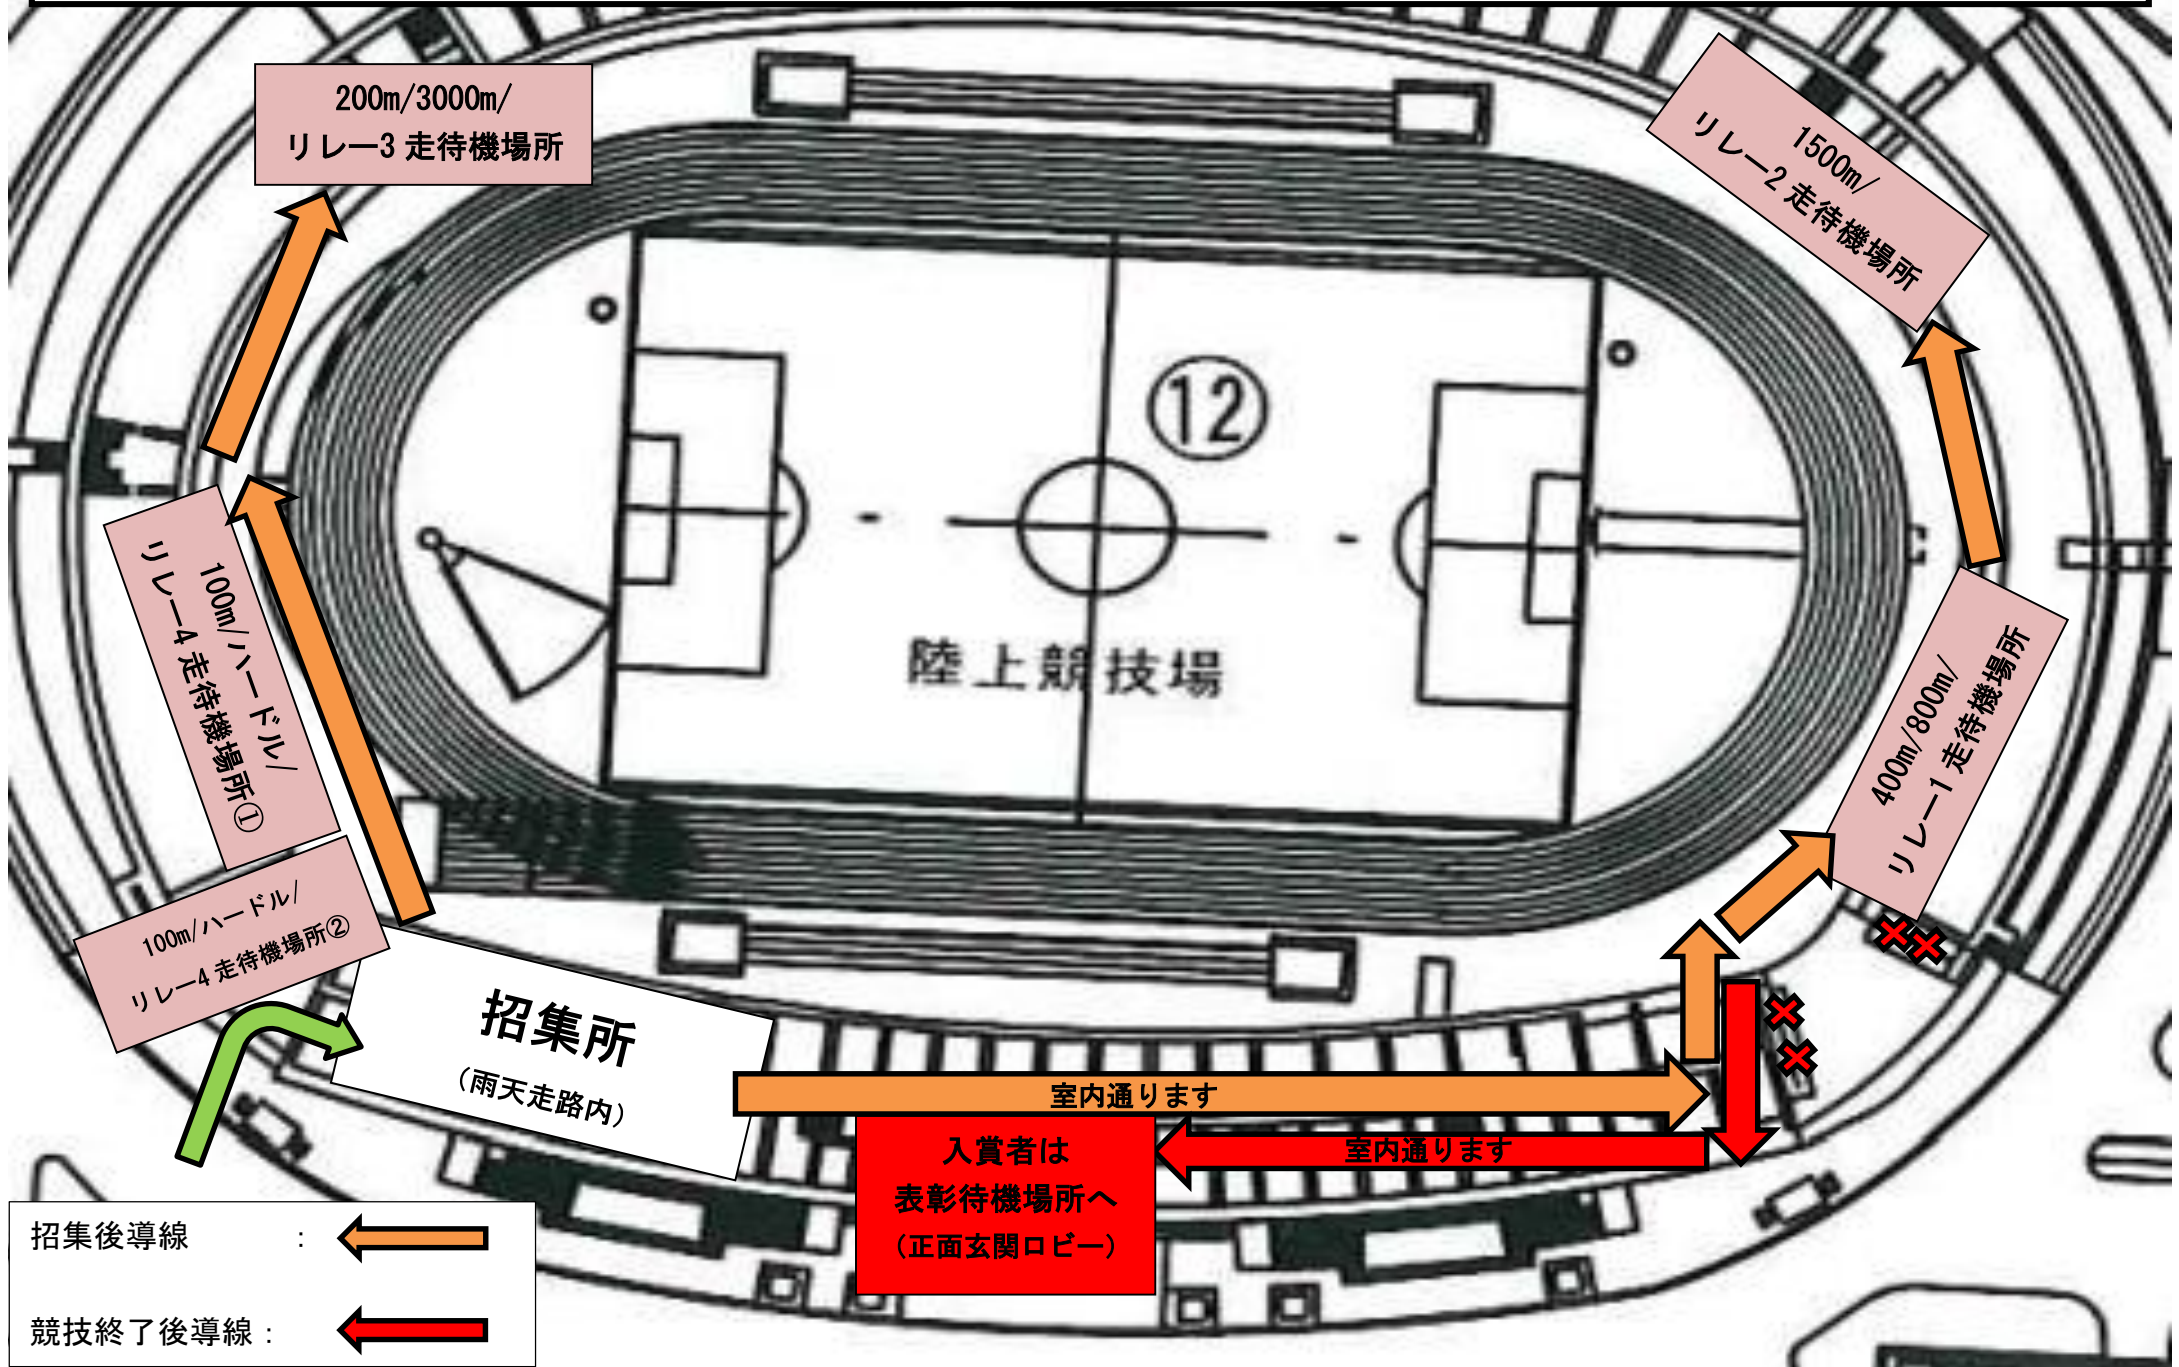 200m/3000m/
リレー3 走待機場所
1500m/
リレー2 走待機場所
⑫
100m/ハードル/
リレー4 走待機場所①
陸上競技場
400m/800m/
リレー1 走待機場所
100m/ハードル/
リレー4 走待機場所②
招集所
（雨天走路内）
室内通ります
室内通ります
入賞者は
表彰待機場所へ
（正面玄関ロビー）
招集後導線　　　：
競技終了後導線：